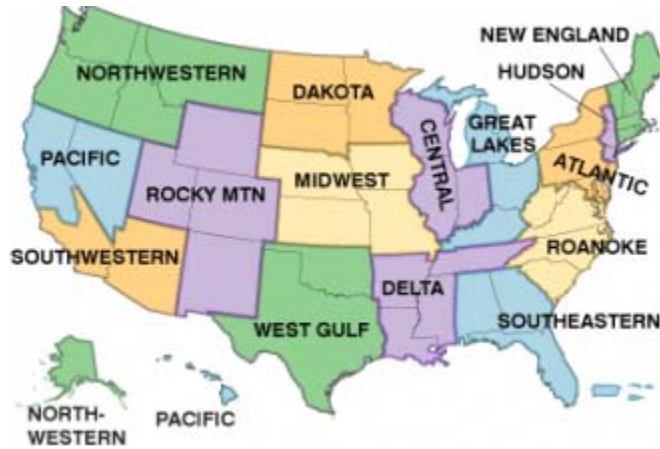 NEW ENGLAND
HUDSON
NORTHWESTERN
DAKOTA
GREAT
LAKES
CENTRAL
PACIFIC
ATLANTIC
MIDWEST
ROCKY MTN
ROANOKE
SOUTHWESTERN
DELTA
WEST GULF
SOUTHEASTERN
NORTH-
WESTERN
PACIFIC